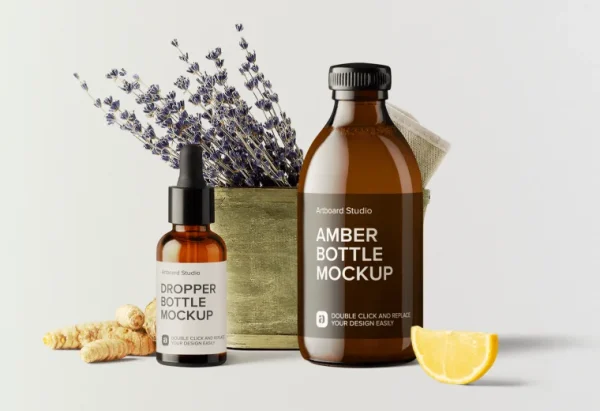 Artboard Studio
DROPPER
BOTTLE
MOCKUP
a
DOUBLE CLICK AND REPLACE
YOUR DESIGN EASILY
Artboard Studio
AMBER
BOTTLE
MOCKUP
a
DOUBLE CLICK AND REPLACE
YOUR DESIGN EASILY